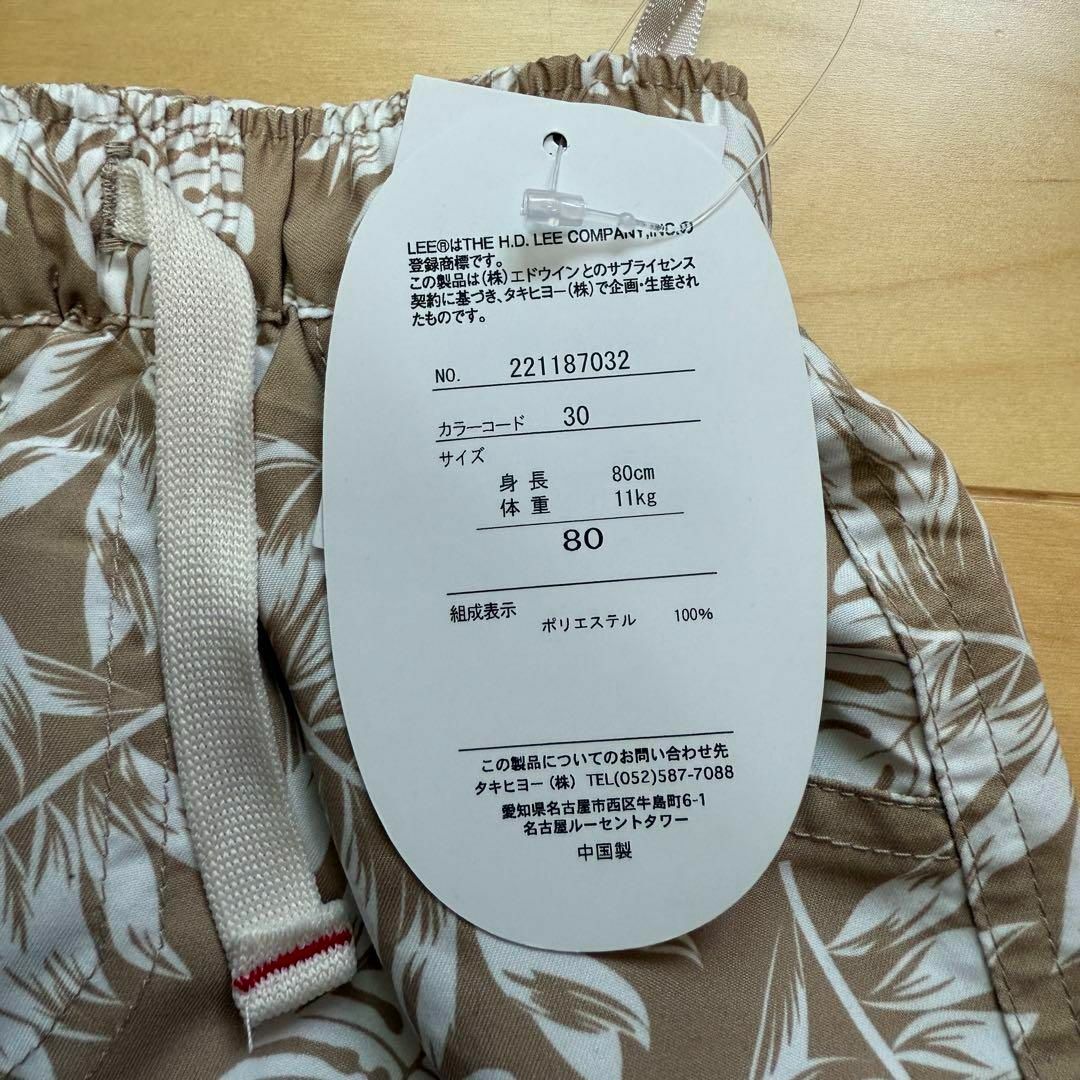 LEE®はTHE H.D. LEE COMPANY,INC.の
登録商標です。
この製品は(株)エドウインとのサブライセンス
契約に基づき、タキヒヨー(株)で企画・生産され
たものです。
NO. 221187032
カラーコード 30
サイズ
身長 80cm
体重 11kg
80
組成表示
ポリエステル 100%
この製品についてのお問い合わせ先
タキヒヨー(株) TEL(052)587-7088
愛知県名古屋市西区牛島町6-1
名古屋ルーセントタワー
中国製